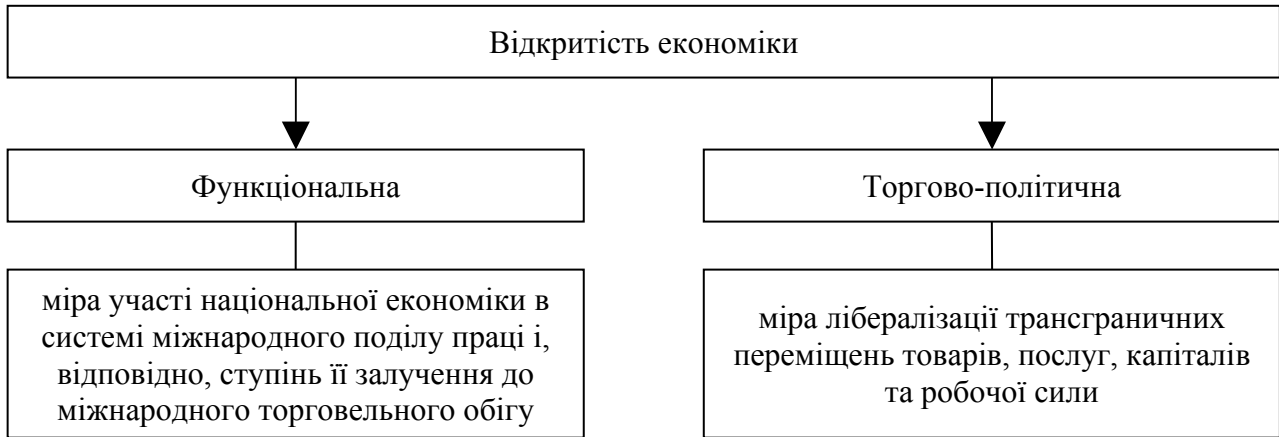 Відкритість економіки
Функціональна
Торгово-політична
міра участі національної економіки в
системі міжнародного поділу праці і,
відповідно, ступінь її залучення до
міжнародного торговельного обігу
міра лібералізації трансграничних
переміщень товарів, послуг, капіталів
та робочої сили